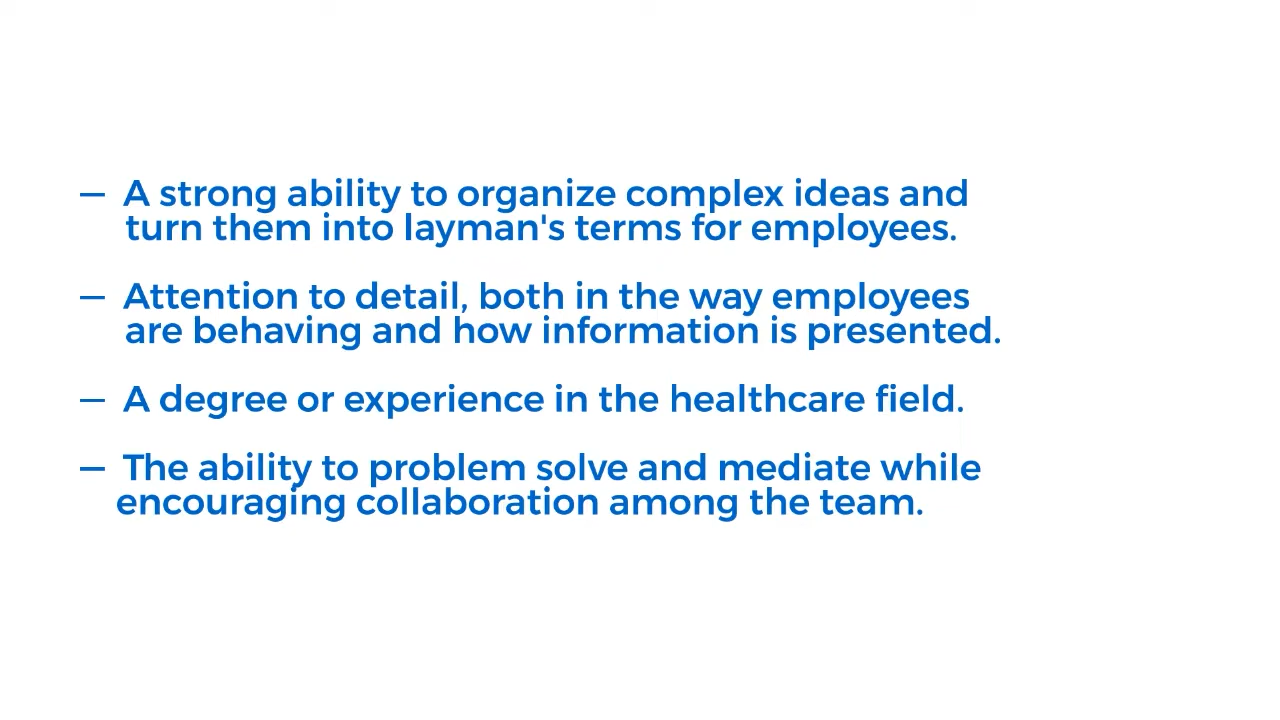 — A strong ability to organize complex ideas and
turn them into layman's terms for employees.
— Attention to detail, both in the way employees
are behaving and how information is presented.
— A degree or experience in the healthcare field.
— The ability to problem solve and mediate while
encouraging collaboration among the team.